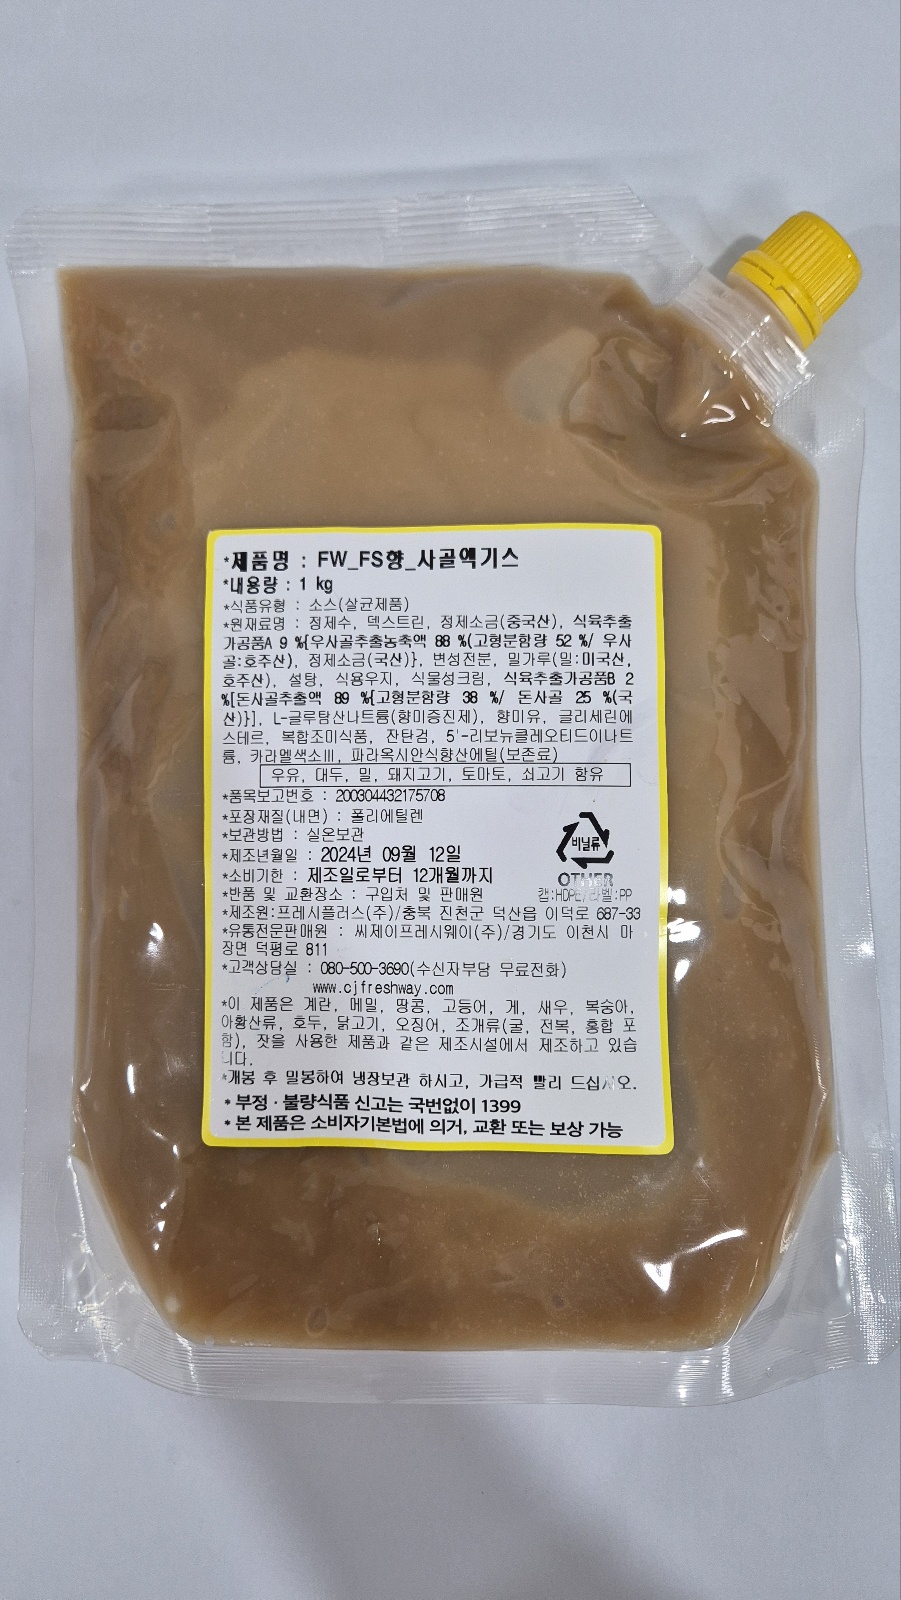 *제품명 : FW_FS향_사골엑기스
*내용량 : 1 kg
*식품유형 : 소스(살균제품)
*원재료명 : 정제수, 덱스트린, 정제소금(중국산), 식육추출
가공품A 9 %{우사골추출농축액 88 %(고형분함량 52 %/ 우사
골:호주산), 정제소금(국산)}, 변성전분, 밀가루(밀:미국산,
호주산), 설탕, 식용우지, 식물성크림, 식육추출가공품B 2
%[돈사골추출액 89 %{고형분함량 38 %/ 돈사골 25 %(국
산)}], L-글루탐산나트륨(향미증진제), 향미유, 글리세린에
스테르, 복합조미식품, 잔탄검, 5'-리보뉴클레오티드이나트
륨, 카라멜색소Ⅲ, 파라옥시안식향산에틸(보존료)
우유, 대두, 밀, 돼지고기, 토마토, 쇠고기 함유
*품목보고번호 : 200304432175708
*포장재질(내면) : 폴리에틸렌
*보관방법 : 실온보관
*제조년월일 : 2024년 09월 12일
*소비기한 : 제조일로부터 12개월까지
비닐류
OTHER
캡:HDPE/라벨:PP
*반품 및 교환장소 : 구입처 및 판매원
*제조원:프레시플러스(주)/충북 진천군 덕산읍 이덕로 687-33
*유통전문판매원 : 씨제이프레시웨이(주)/경기도 이천시 마
장면 덕평로 811
*고객상담실 : 080-500-3690(수신자부담 무료전화)
www.cjfreshway.com
*이 제품은 계란, 메밀, 땅콩, 고등어, 게, 새우, 복숭아,
아황산류, 호두, 닭고기, 오징어, 조개류(굴, 전복, 홍합 포
함), 잣을 사용한 제품과 같은 제조시설에서 제조하고 있습
니다.
*개봉 후 밀봉하여 냉장보관 하시고, 가급적 빨리 드십시오.
* 부정 · 불량식품 신고는 국번없이 1399
* 본 제품은 소비자기본법에 의거, 교환 또는 보상 가능